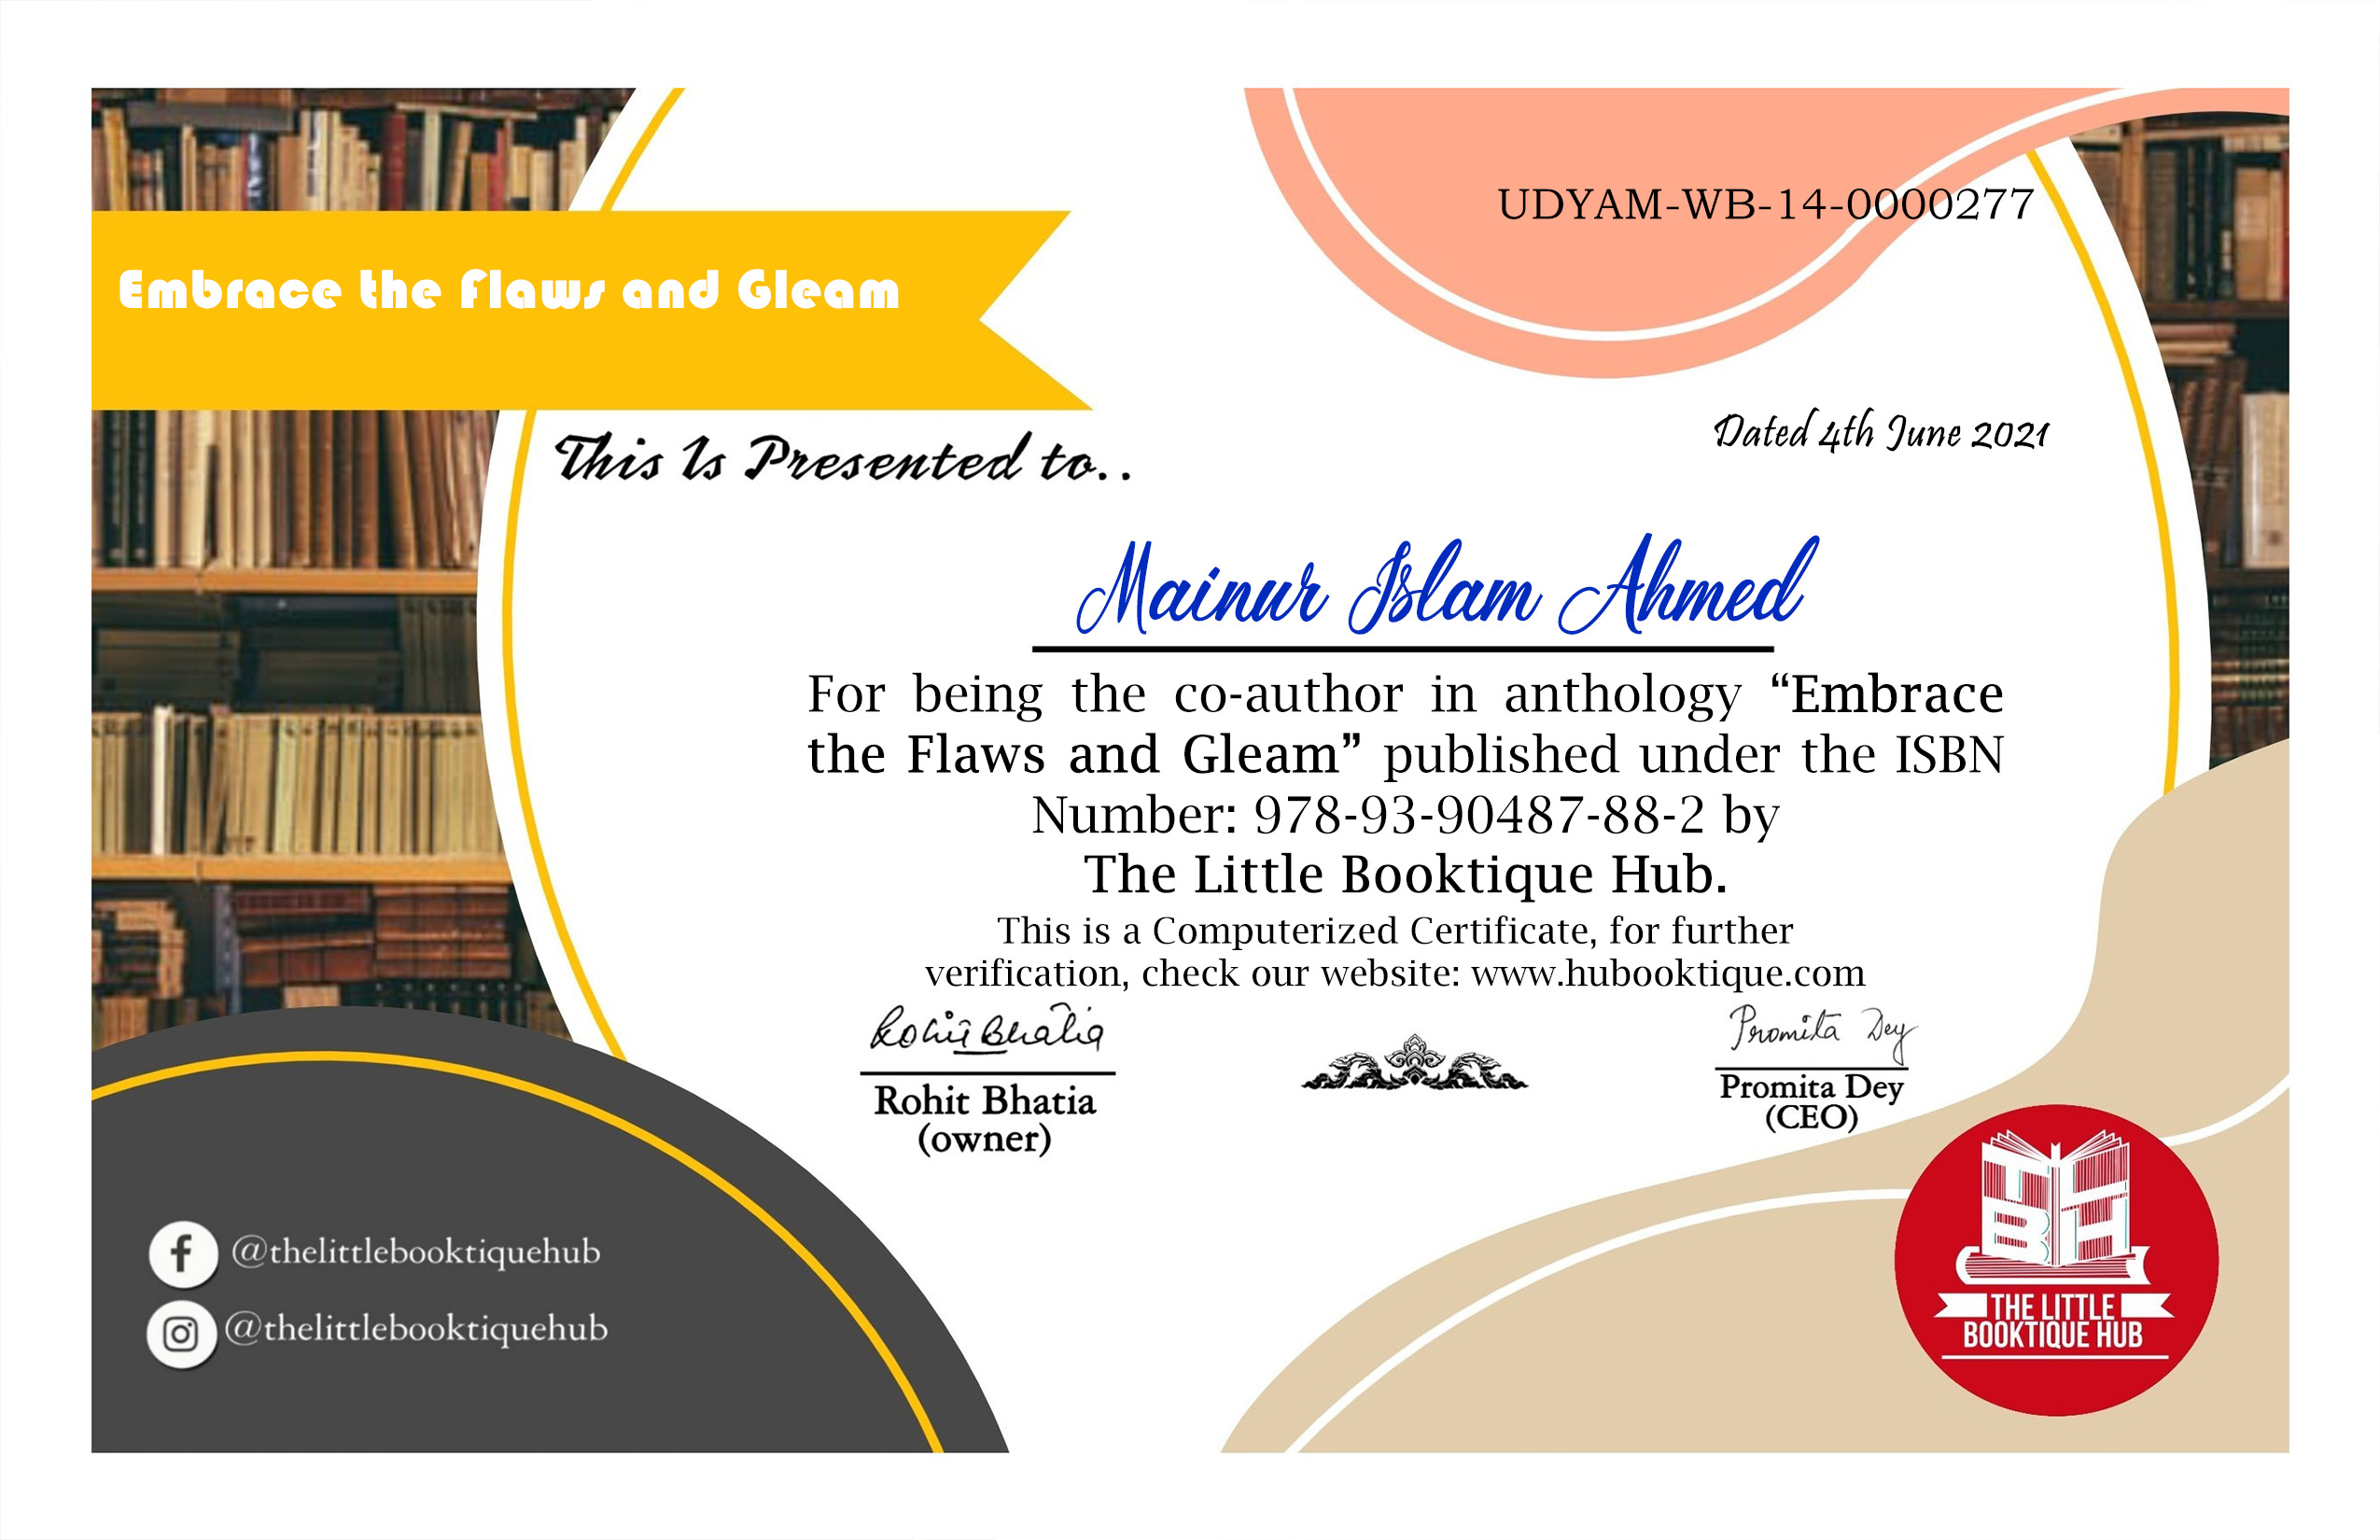 UDYAM-WB-14-0000277
Embrace the Flaws and Gleam
Dated 4th June 2021
This Is Presented to..
Mainur Islam Ahmed
For being the co-author in anthology “Embrace
the Flaws and Gleam” published under the ISBN
Number: 978-93-90487-88-2 by
The Little Booktique Hub.
This is a Computerized Certificate, for further
verification, check our website: www.hubooktique.com
Rohit Bhatia
Promita Dey
Rohit Bhatia
(owner)
Promita Dey
(CEO)
@thelittlebooktiquehub
@thelittlebooktiquehub
TLBH
THE LITTLE
BOOKTIQUE HUB